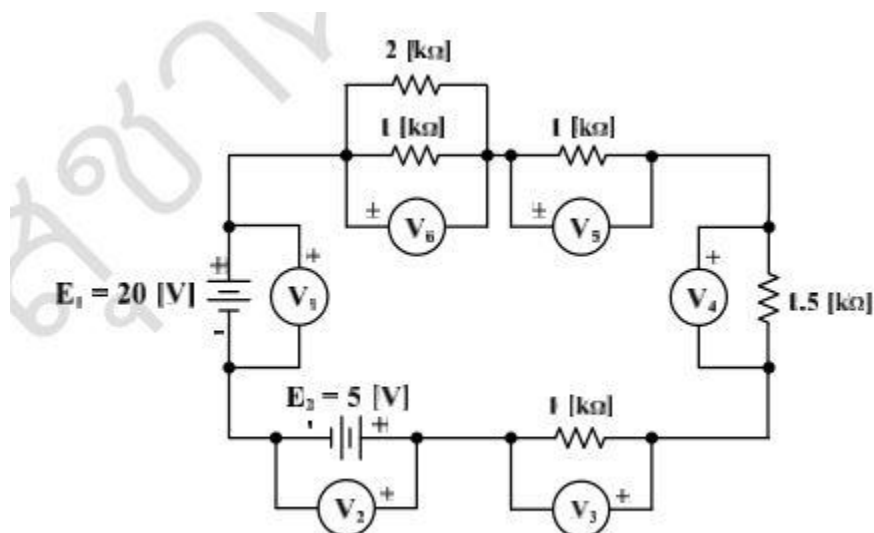 2 [kΩ]
1 [kΩ]
1 [kΩ]
±
V₆
±
V₅
+
E₁ = 20 [V]
+
V₁
-
+
V₄
1.5 [kΩ]
E₂ = 5 [V]
-
+
1 [kΩ]
V₂
+
V₃
+